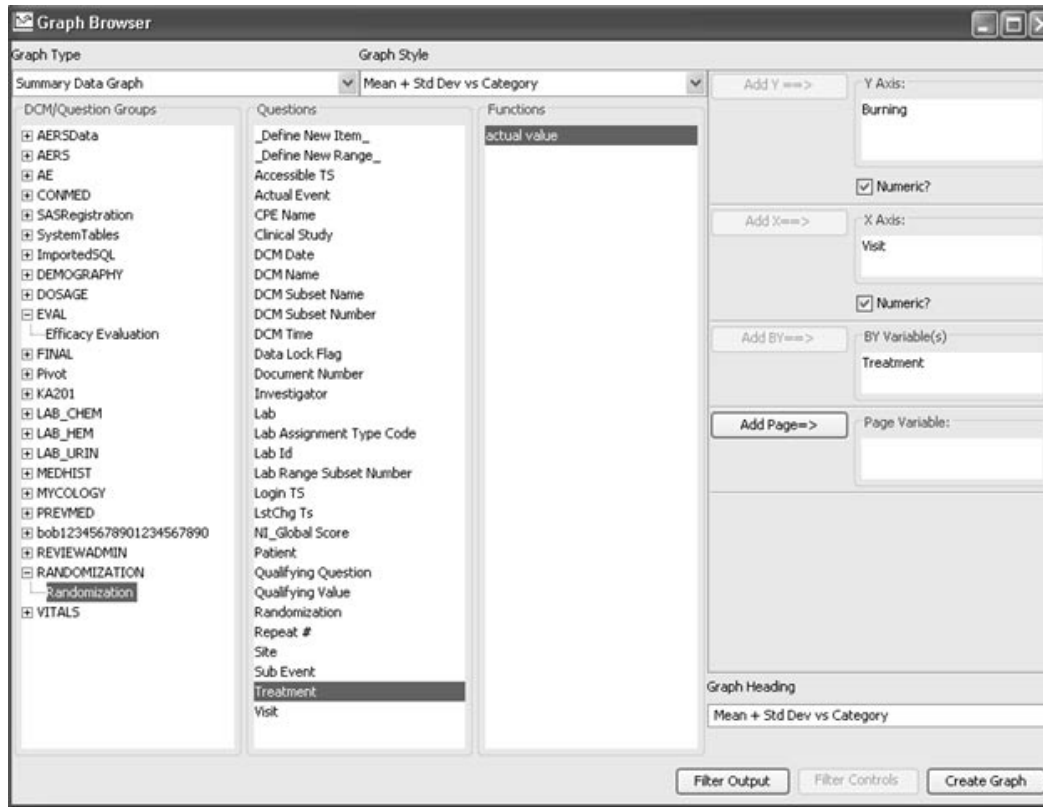 Graph Browser
Graph Type
Graph Style
Summary Data Graph
Mean + Std Dev vs Category
DCM/Question Groups
AERSData
AERS
AE
CONMED
SASRegistration
SystemTables
ImportedSQL
DEMOGRAPHY
DOSAGE
EVAL
Efficacy Evaluation
FINAL
Pivot
KA201
LAB_CHEM
LAB_HEM
LAB_URIN
MEDHIST
MYCOLOGY
PREVMED
bob12345678901234567890
REVIEWADMIN
RANDOMIZATION
Randomization
VITALS
Questions
_Define New Item_
_Define New Range_
Accessible TS
Actual Event
CPE Name
Clinical Study
DCM Date
DCM Name
DCM Subset Name
DCM Subset Number
DCM Time
Data Lock Flag
Document Number
Investigator
Lab
Lab Assignment Type Code
Lab Id
Lab Range Subset Number
Login TS
LstChg Ts
NI_Global Score
Patient
Qualifying Question
Qualifying Value
Randomization
Repeat #
Site
Sub Event
Treatment
Visit
Functions
actual value
Add Y ==>
Y Axis:
Burning
Numeric?
Add X==>
X Axis:
Visit
Numeric?
Add BY==>
BY Variable(s)
Treatment
Add Page=>
Page Variable:
Graph Heading
Mean + Std Dev vs Category
Filter Output
Filter Controls
Create Graph